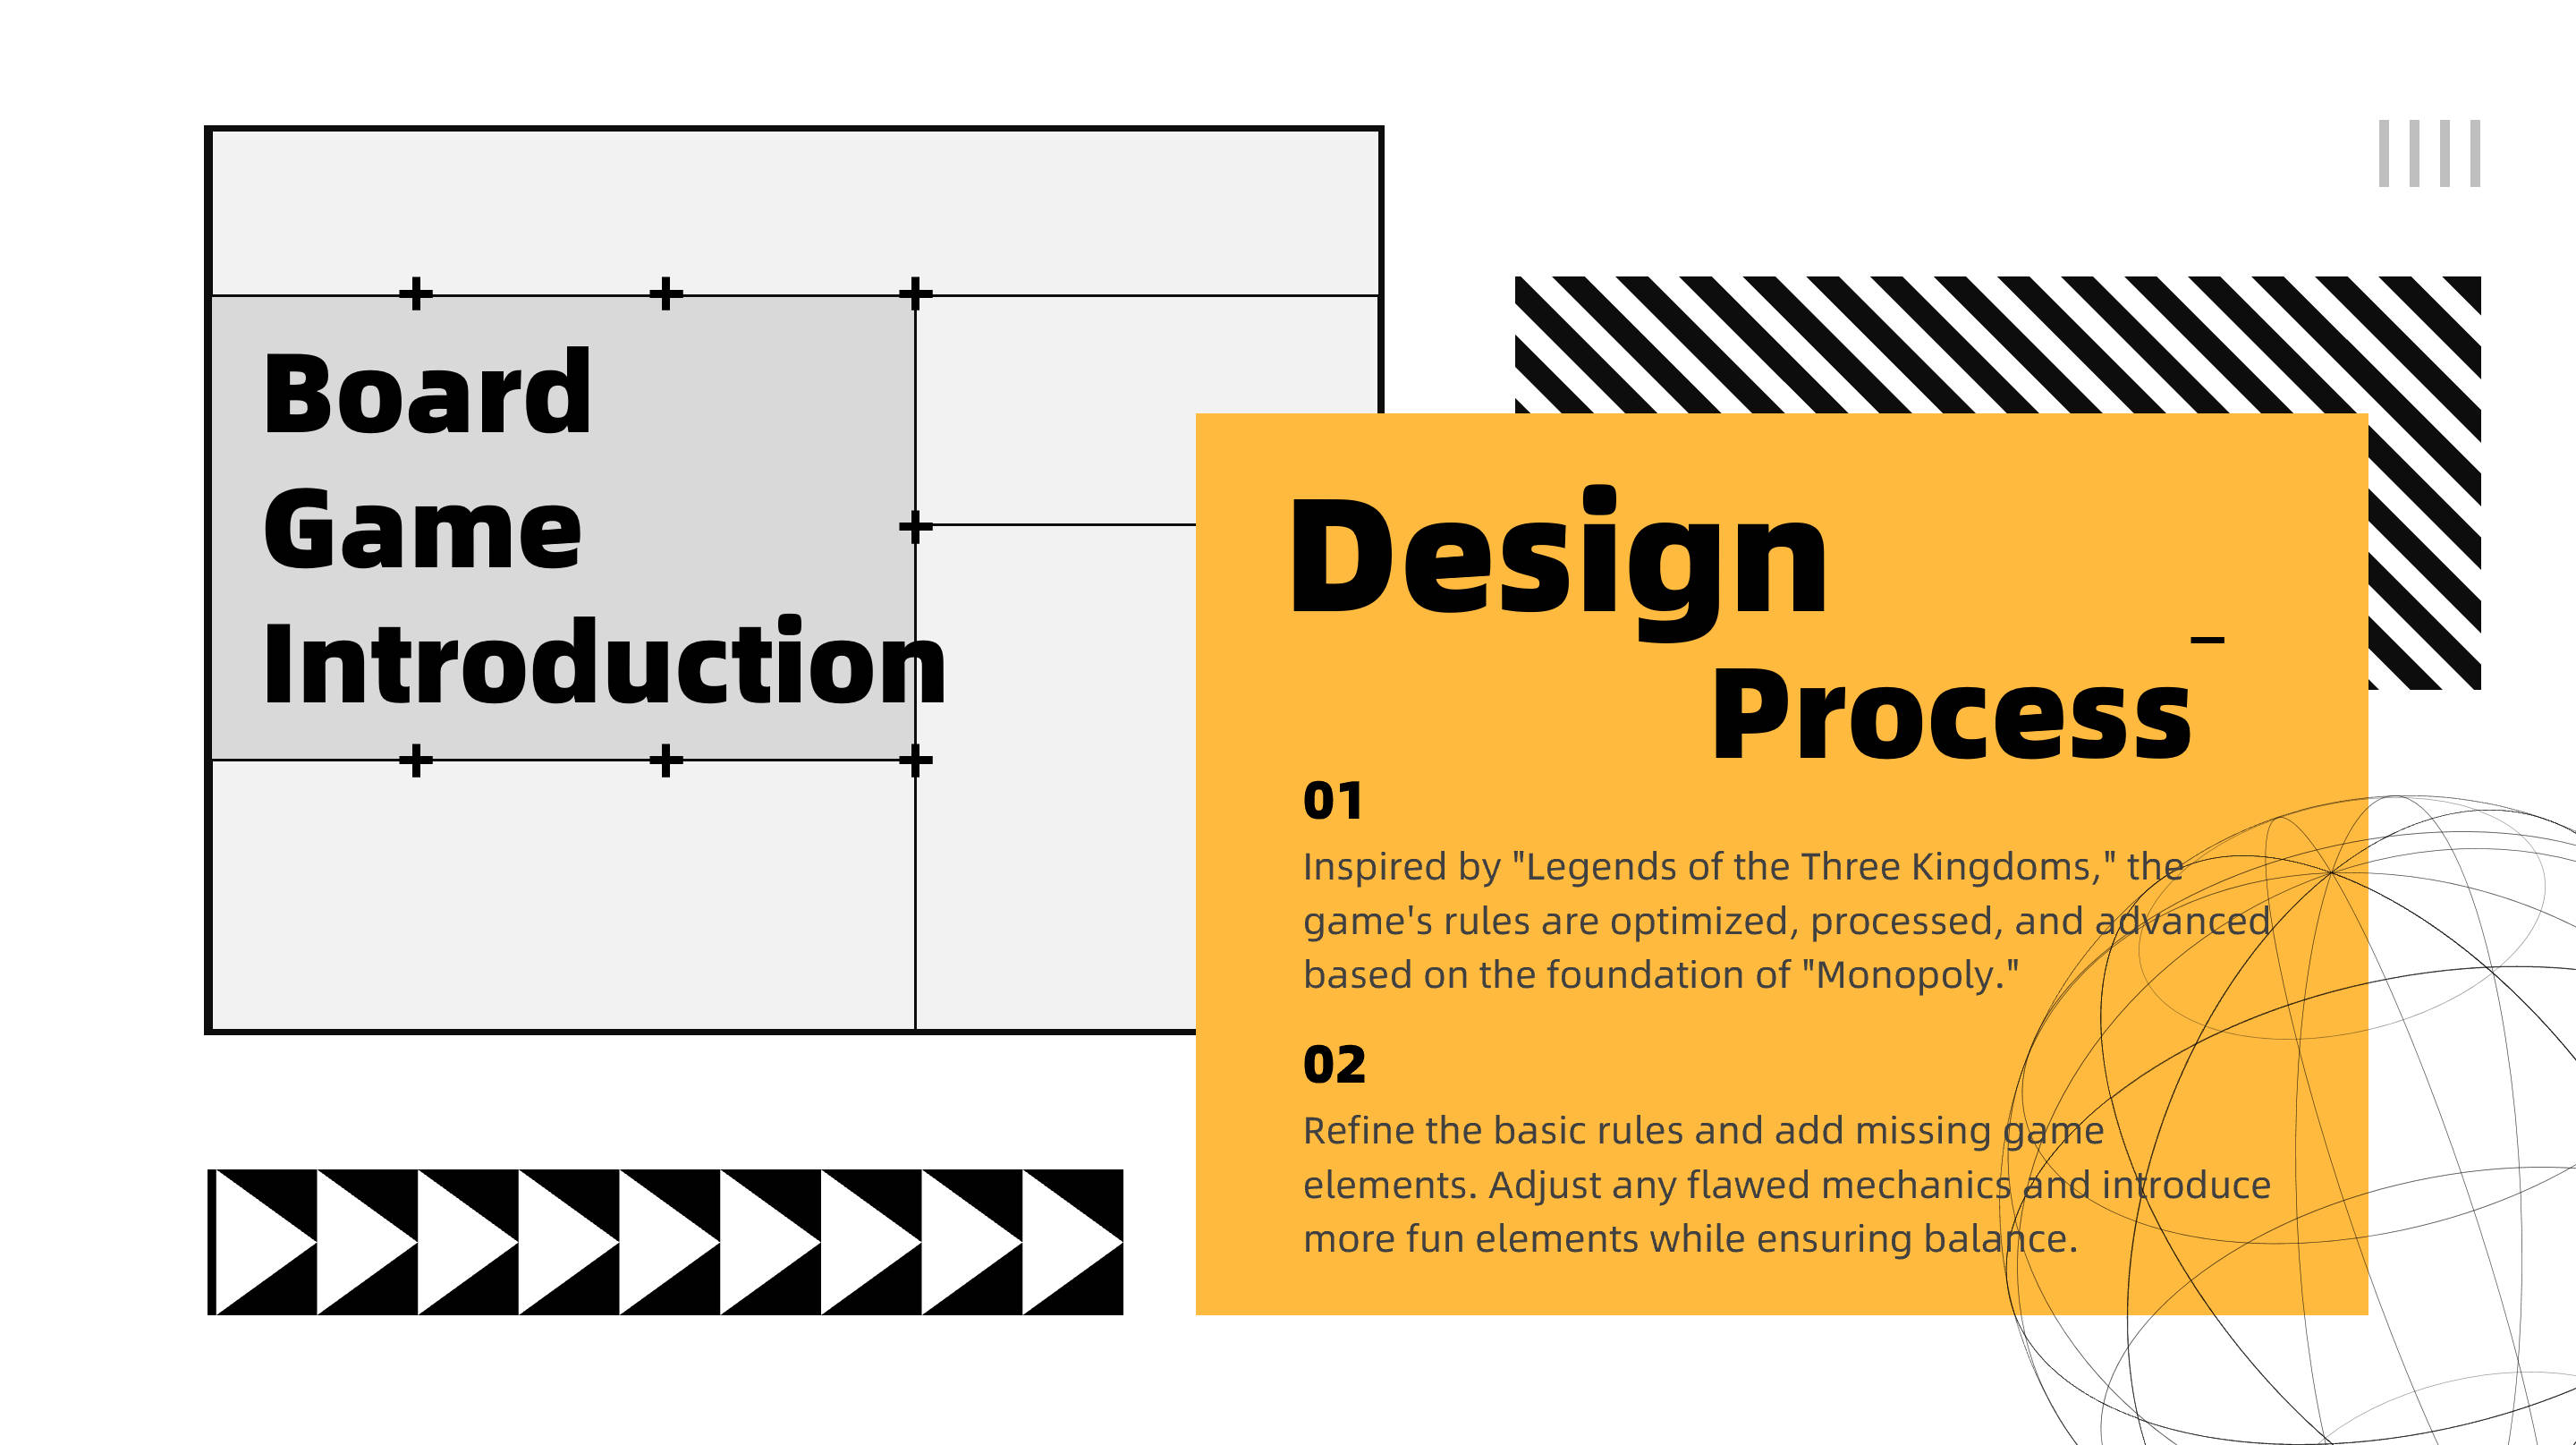 Board
Game
Introduction
Design
Process
01
Inspired by "Legends of the Three Kingdoms," the
game's rules are optimized, processed, and advanced
based on the foundation of "Monopoly."
02
Refine the basic rules and add missing game
elements. Adjust any flawed mechanics and introduce
more fun elements while ensuring balance.